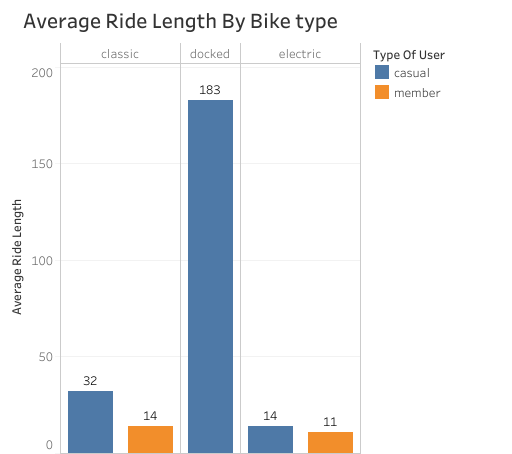 Average Ride Length By Bike type
classic docked electric
Type Of User
casual
member
200
150
100
50
0
Average Ride Length
32
14
183
14
11